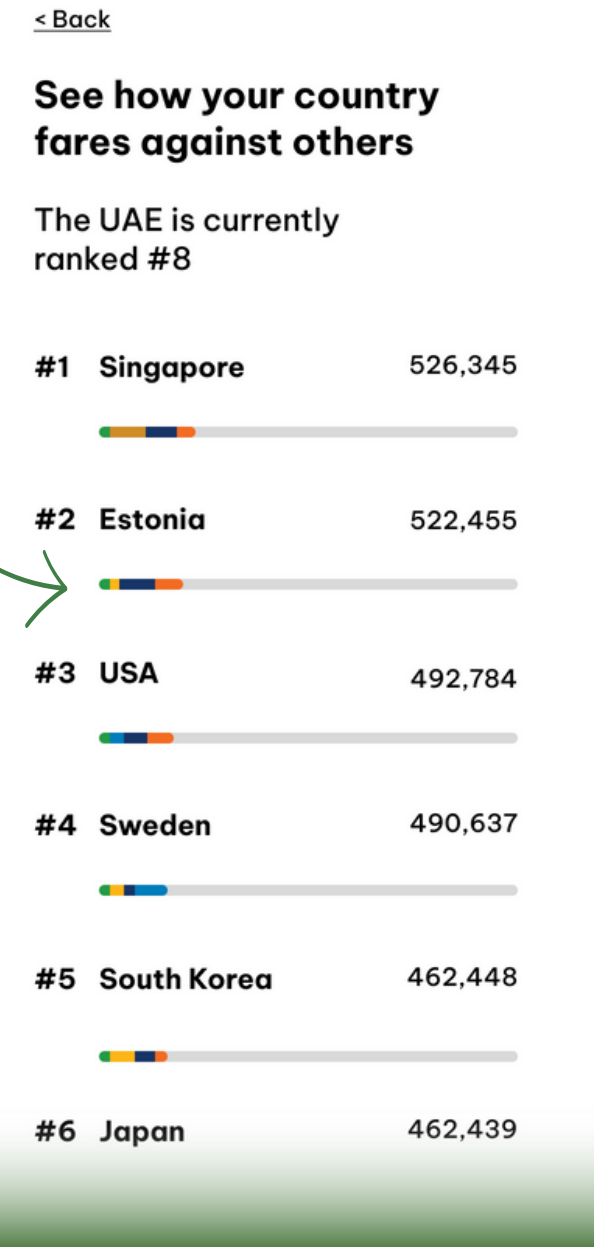 < Back
See how your country
fares against others
The UAE is currently
ranked #8
#1 Singapore 526,345
#2 Estonia 522,455
#3 USA 492,784
#4 Sweden 490,637
#5 South Korea 462,448
#6 Japan 462,439